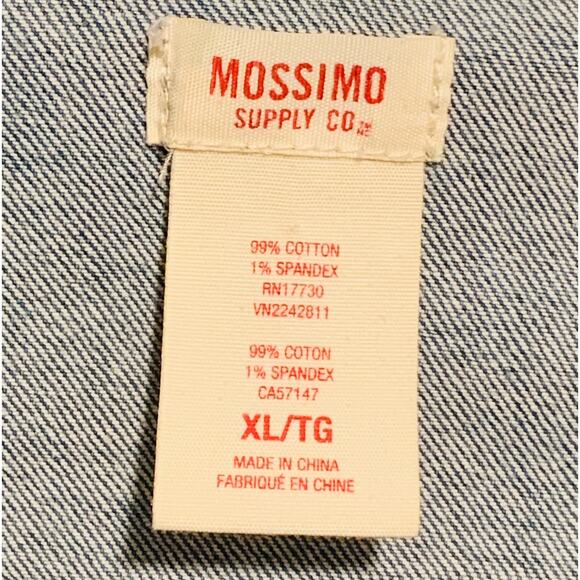 MOSSIMO
SUPPLY CO.
99% COTTON
1% SPANDEX
RN17730
VN2242811
99% COTON
1% SPANDEX
CA57147
XL/TG
MADE IN CHINA
FABRIQUÉ EN CHINE